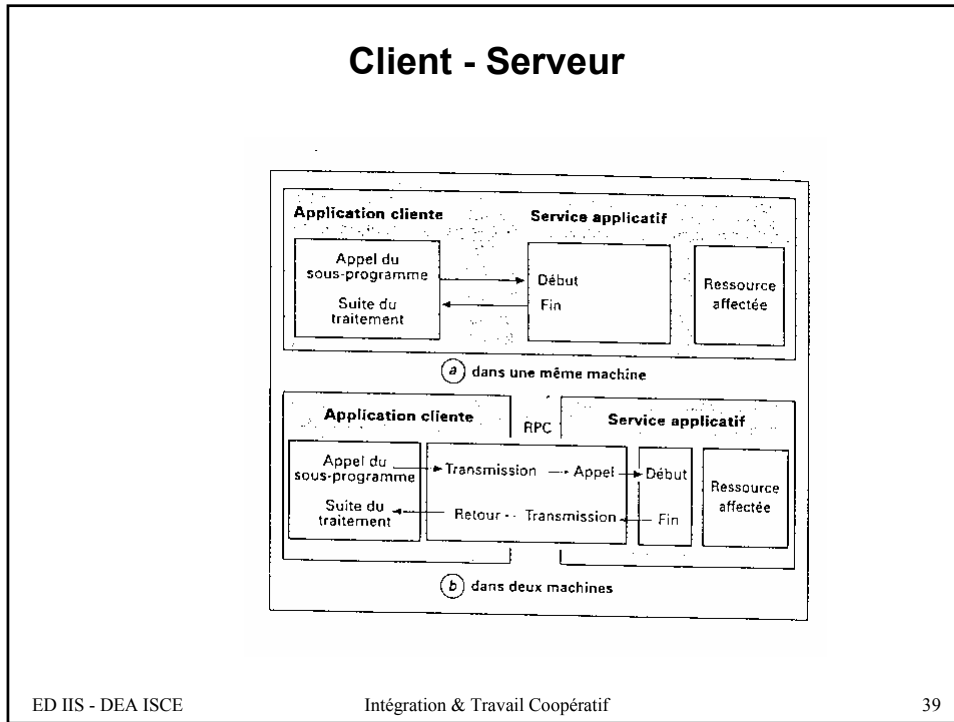 Client - Serveur
Application cliente
Service applicatif
Appel du
sous-programme
Suite du
traitement
Début
Fin
Ressource
affectée
a dans une même machine
Application cliente
RPC
Service applicatif
Appel du
sous-programme
Transmission
Appel
Début
Suite du
traitement
Retour
Transmission
Fin
Ressource
affectée
b dans deux machines
ED IIS - DEA ISCE
Intégration & Travail Coopératif
39